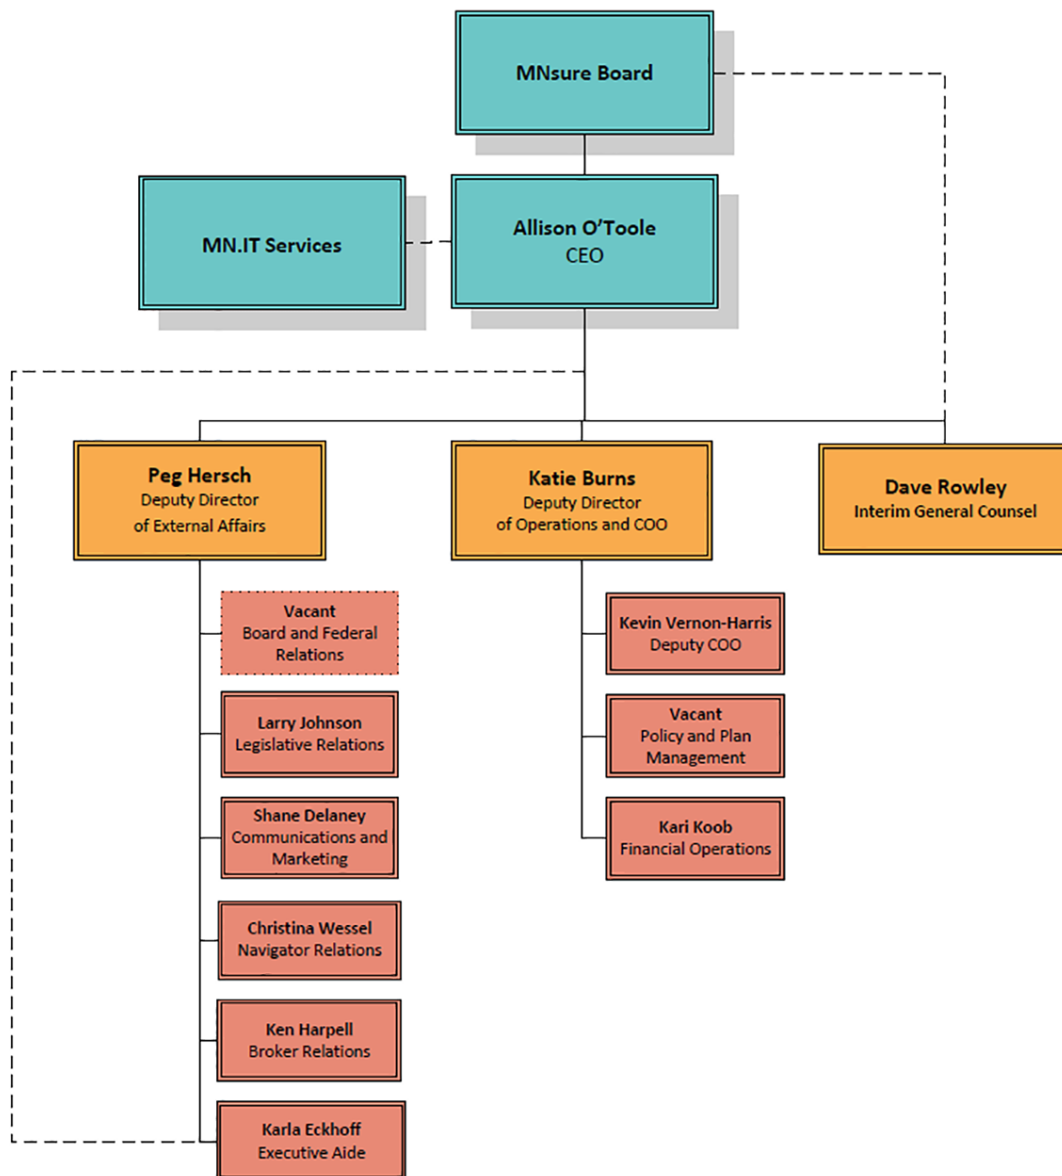 MNsure Board
MN.IT Services
Allison O’Toole
CEO
Peg Hersch
Deputy Director
of External Affairs
Katie Burns
Deputy Director
of Operations and COO
Dave Rowley
Interim General Counsel
Vacant
Board and Federal
Relations
Larry Johnson
Legislative Relations
Shane Delaney
Communications and
Marketing
Christina Wessel
Navigator Relations
Ken Harpell
Broker Relations
Karla Eckhoff
Executive Aide
Kevin Vernon-Harris
Deputy COO
Vacant
Policy and Plan
Management
Kari Koob
Financial Operations